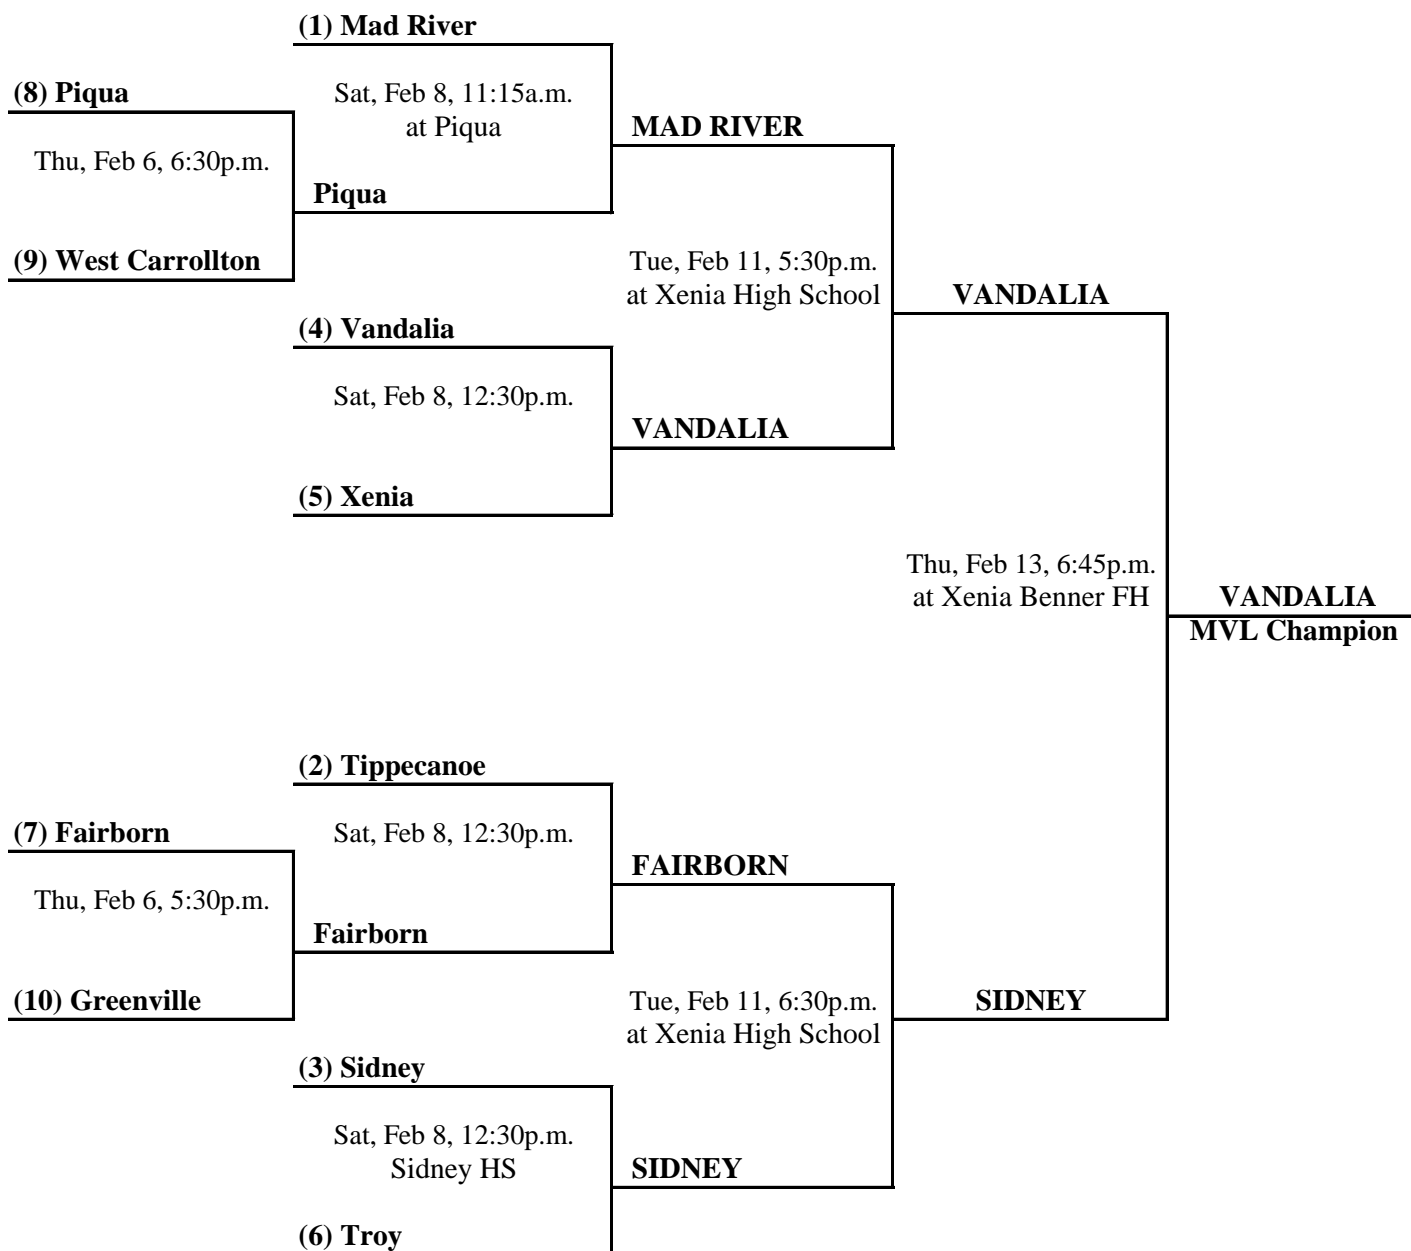 (1) Mad River
(8) Piqua
Sat, Feb 8, 11:15a.m.
at Piqua
MAD RIVER
Thu, Feb 6, 6:30p.m.
Piqua
(9) West Carrollton
Tue, Feb 11, 5:30p.m.
at Xenia High School
VANDALIA
(4) Vandalia
Sat, Feb 8, 12:30p.m.
VANDALIA
(5) Xenia
Thu, Feb 13, 6:45p.m.
at Xenia Benner FH
VANDALIA
MVL Champion
(2) Tippecanoe
(7) Fairborn
Sat, Feb 8, 12:30p.m.
FAIRBORN
Thu, Feb 6, 5:30p.m.
Fairborn
(10) Greenville
Tue, Feb 11, 6:30p.m.
at Xenia High School
SIDNEY
(3) Sidney
Sat, Feb 8, 12:30p.m.
Sidney HS
SIDNEY
(6) Troy